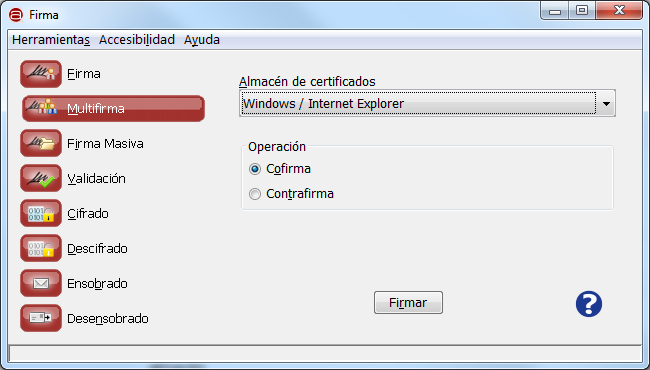 Firma
Herramientas Accesibilidad Ayuda
Firma
Multifirma
Firma Masiva
Validación
Cifrado
Descifrado
Ensobrado
Desensobrado
Almacén de certificados
Windows / Internet Explorer
Operación
Cofirma
Contrafirma
Firmar